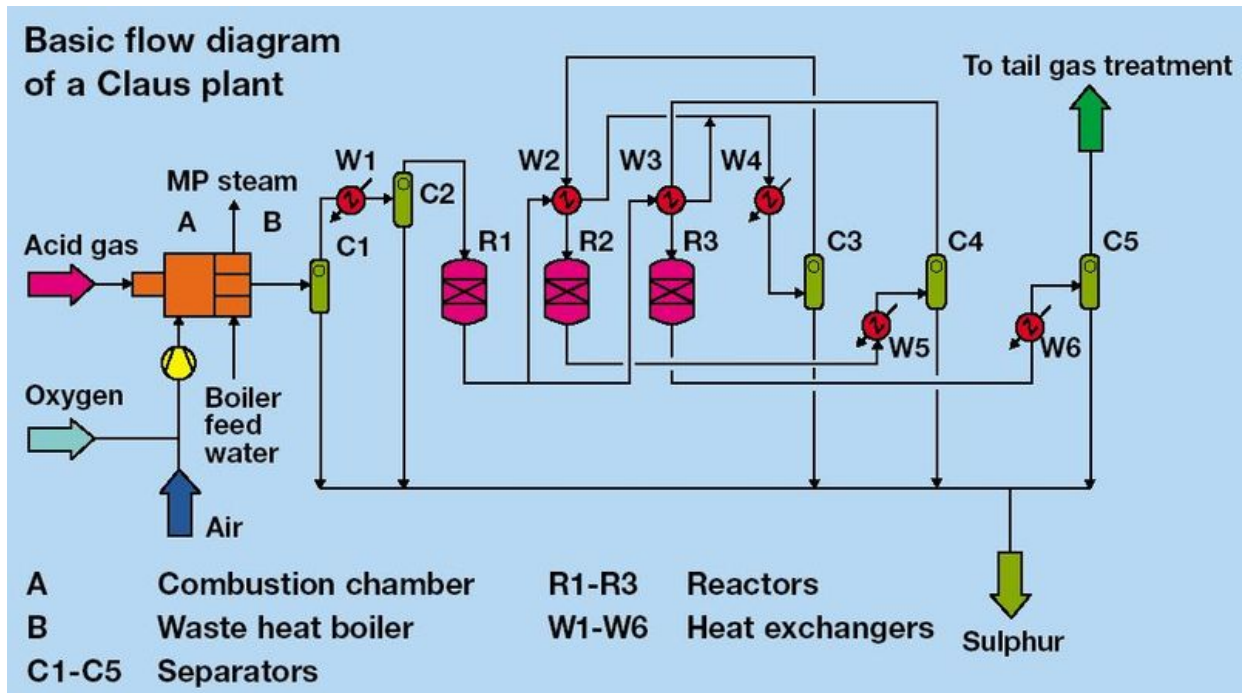 Basic flow diagram
of a Claus plant
To tail gas treatment
W1
W2
W3
W4
MP steam
C2
A
B
Acid gas
C1
R1
R2
R3
C3
C4
C5
W5
W6
Oxygen
Boiler
feed
water
Air
A Combustion chamber R1-R3 Reactors
B Waste heat boiler W1-W6 Heat exchangers
C1-C5 Separators
Sulphur